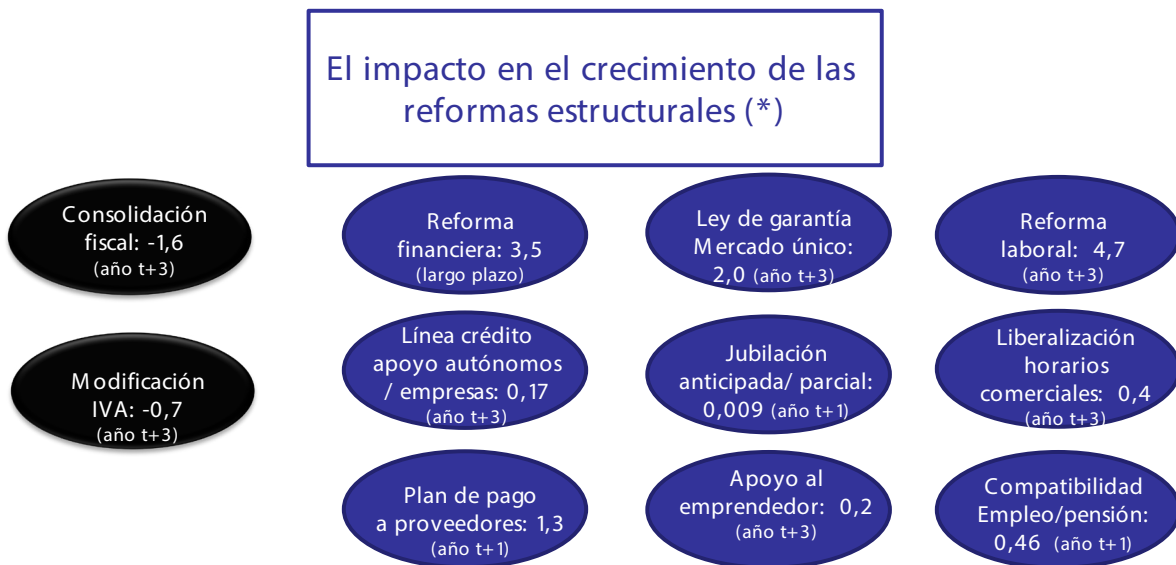 El impacto en el crecimiento de las
reformas estructurales (*)
Consolidación
fiscal: -1,6
(año t+3)
Reforma
financiera: 3,5
(largo plazo)
Ley de garantía
Mercado único:
2,0 (año t+3)
Reforma
laboral: 4,7
(año t+3)
Modificación
IVA: -0,7
(año t+3)
Línea crédito
apoyo autónomos
/ empresas: 0,17
(año t+3)
Jubilación
anticipada/ parcial:
0,009 (año t+1)
Liberalización
horarios
comerciales: 0,4
(año t+3)
Plan de pago
a proveedores: 1,3
(año t+1)
Apoyo al
emprendedor: 0,2
(año t+3)
Compatibilidad
Empleo/pensión:
0,46 (año t+1)